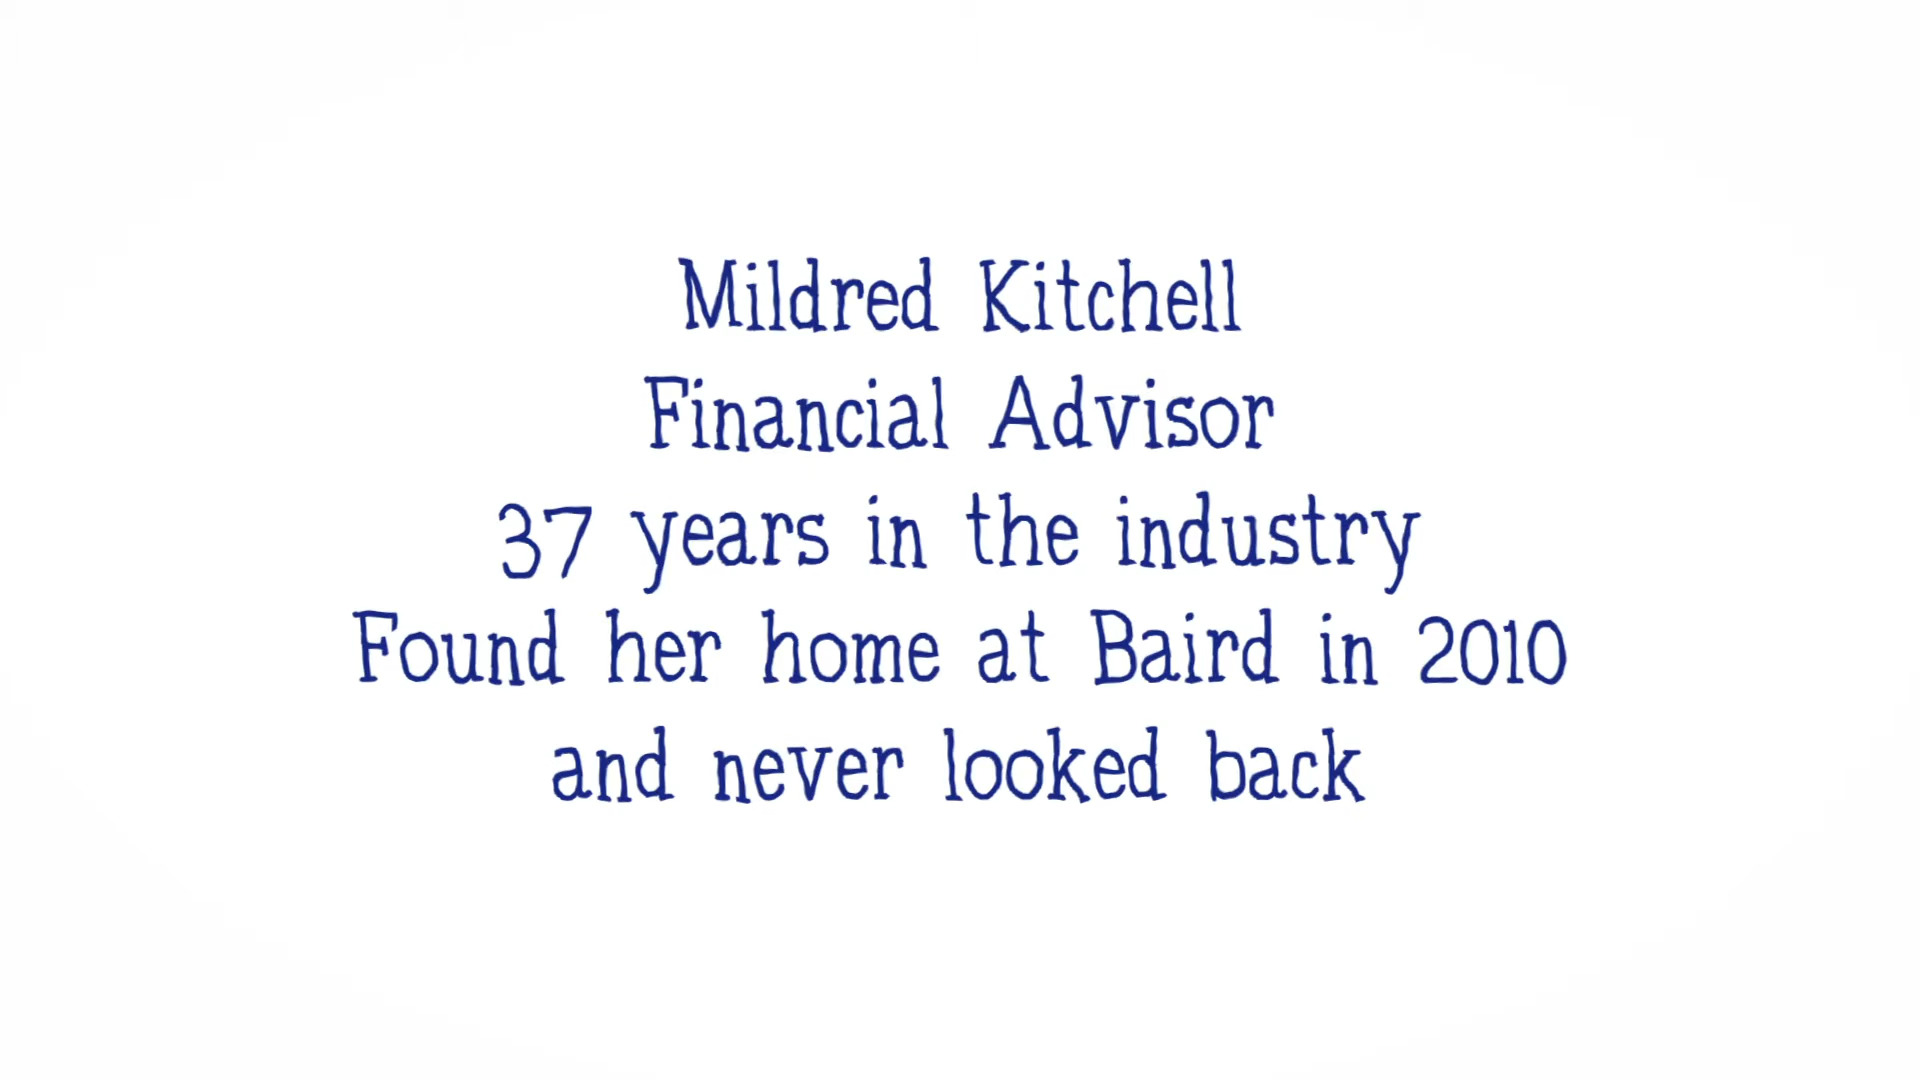 Mildred Kitchell
Financial Advisor
37 years in the industry
Found her home at Baird in 2010
and never looked back